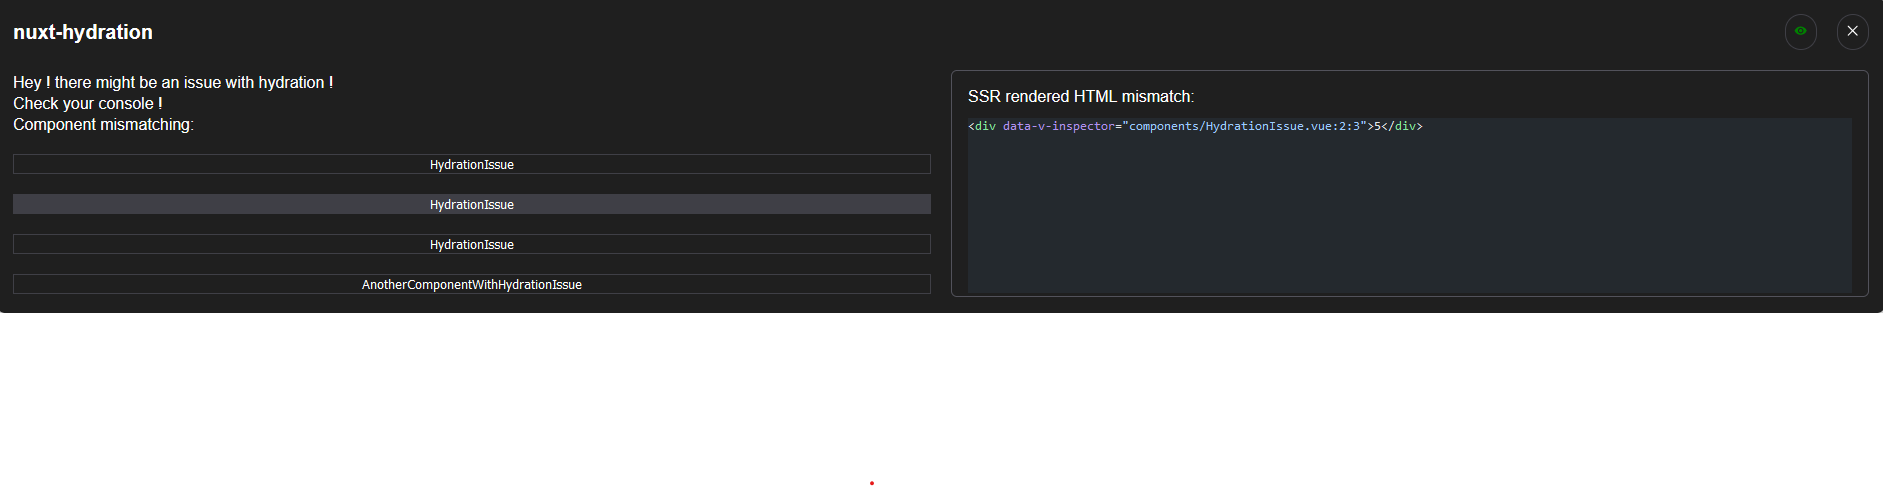 nuxt-hydration
Hey ! there might be an issue with hydration !
Check your console !
Component mismatching:
HydrationIssue
HydrationIssue
HydrationIssue
AnotherComponentWithHydrationIssue
SSR rendered HTML mismatch:
<div data-v-inspector="components/HydrationIssue.vue:2:3">5</div>